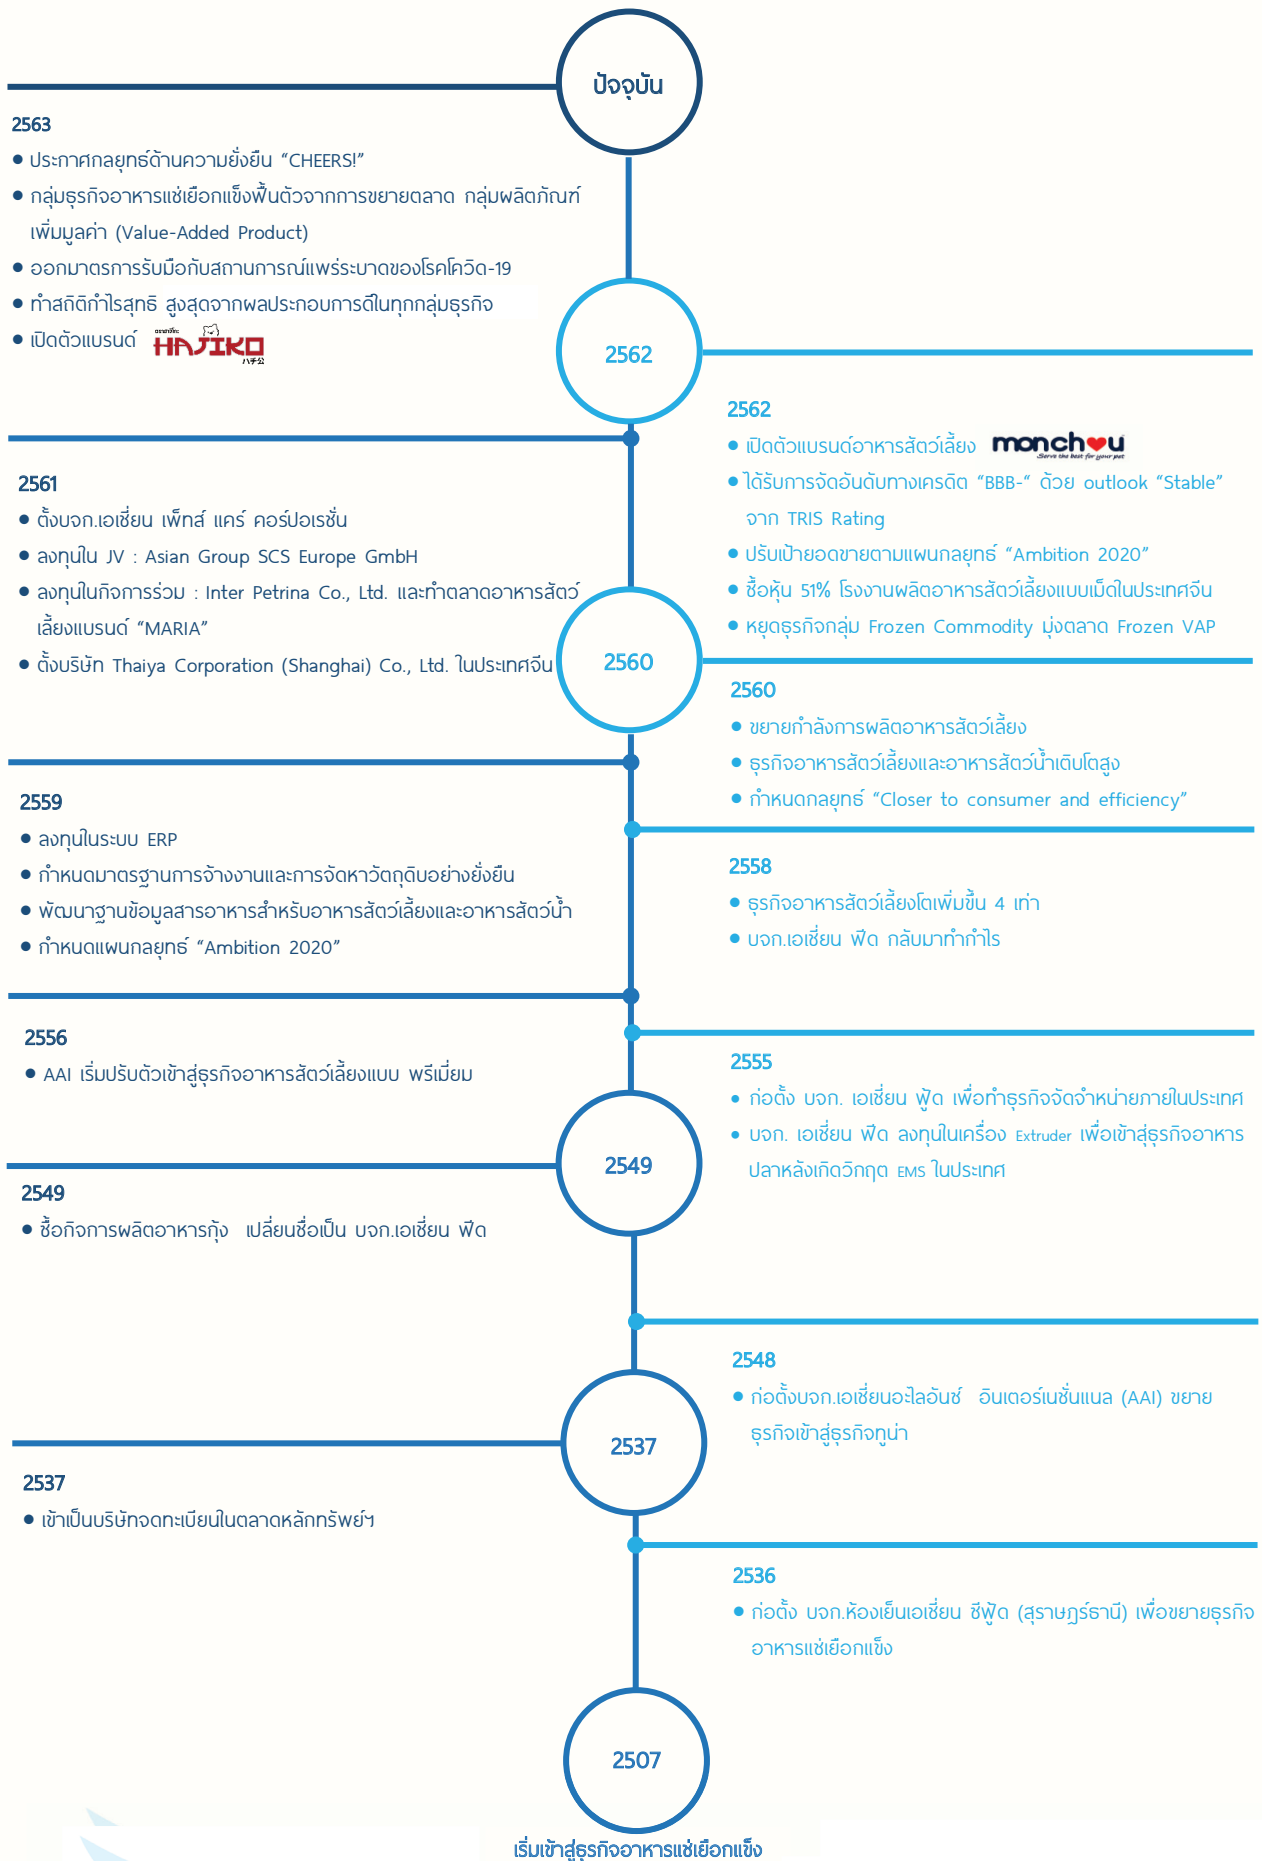 ปัจจุบัน
2563
● ประกาศกลยุทธ์ด้านความยั่งยืน “CHEERS!”
● กลุ่มธุรกิจอาหารแช่เยือกแข็งฟื้นตัวจากการขยายตลาด กลุ่มผลิตภัณฑ์
เพิ่มมูลค่า (Value-Added Product)
● ออกมาตรการรับมือกับสถานการณ์แพร่ระบาดของโรคโควิด-19
● ทำสถิติกำไรสุทธิ สูงสุดจากผลประกอบการดีในทุกกลุ่มธุรกิจ
● เปิดตัวแบรนด์ HAJIKO
ハチ公
2562
2562
● เปิดตัวแบรนด์อาหารสัตว์เลี้ยง monchou
Serve the best for your pet
● ได้รับการจัดอันดับทางเครดิต “BBB-“ ด้วย outlook “Stable”
จาก TRIS Rating
● ปรับเป้ายอดขายตามแผนกลยุทธ์ “Ambition 2020”
● ซื้อหุ้น 51% โรงงานผลิตอาหารสัตว์เลี้ยงแบบเม็ดในประเทศจีน
● หยุดธุรกิจกลุ่ม Frozen Commodity มุ่งตลาด Frozen VAP
2561
● ตั้งบจก.เอเชี่ยน เพ็ทส์ แคร์ คอร์ปอเรชั่น
● ลงทุนใน JV : Asian Group SCS Europe GmbH
● ลงทุนในกิจการร่วม : Inter Petrina Co., Ltd. และทำตลาดอาหารสัตว์
เลี้ยงแบรนด์ “MARIA”
● ตั้งบริษัท Thaiya Corporation (Shanghai) Co., Ltd. ในประเทศจีน
2560
2560
● ขยายกำลังการผลิตอาหารสัตว์เลี้ยง
● ธุรกิจอาหารสัตว์เลี้ยงและอาหารสัตว์น้ำเติบโตสูง
● กำหนดกลยุทธ์ “Closer to consumer and efficiency”
2559
● ลงทุนในระบบ ERP
● กำหนดมาตรฐานการจ้างงานและการจัดหาวัตถุดิบอย่างยั่งยืน
● พัฒนาฐานข้อมูลสารอาหารสำหรับอาหารสัตว์เลี้ยงและอาหารสัตว์น้ำ
● กำหนดแผนกลยุทธ์ “Ambition 2020”
2558
● ธุรกิจอาหารสัตว์เลี้ยงโตเพิ่มขึ้น 4 เท่า
● บจก.เอเชี่ยน ฟีด กลับมาทำกำไร
2556
● AAI เริ่มปรับตัวเข้าสู่ธุรกิจอาหารสัตว์เลี้ยงแบบ พรีเมี่ยม
2555
● ก่อตั้ง บจก. เอเชี่ยน ฟู้ด เพื่อทำธุรกิจจัดจำหน่ายภายในประเทศ
● บจก. เอเชี่ยน ฟีด ลงทุนในเครื่อง Extruder เพื่อเข้าสู่ธุรกิจอาหาร
ปลาหลังเกิดวิกฤต EMS ในประเทศ
2549
2549
● ซื้อกิจการผลิตอาหารกุ้ง เปลี่ยนชื่อเป็น บจก.เอเชี่ยน ฟีด
2548
● ก่อตั้งบจก.เอเชี่ยนอะไลอันซ์ อินเตอร์เนชั่นแนล (AAI) ขยาย
ธุรกิจเข้าสู่ธุรกิจทูน่า
2537
2537
● เข้าเป็นบริษัทจดทะเบียนในตลาดหลักทรัพย์ฯ
2536
● ก่อตั้ง บจก.ห้องเย็นเอเชี่ยน ซีฟู้ด (สุราษฎร์ธานี) เพื่อขยายธุรกิจ
อาหารแช่เยือกแข็ง
2507
เริ่มเข้าสู่ธุรกิจอาหารแช่เยือกแข็ง